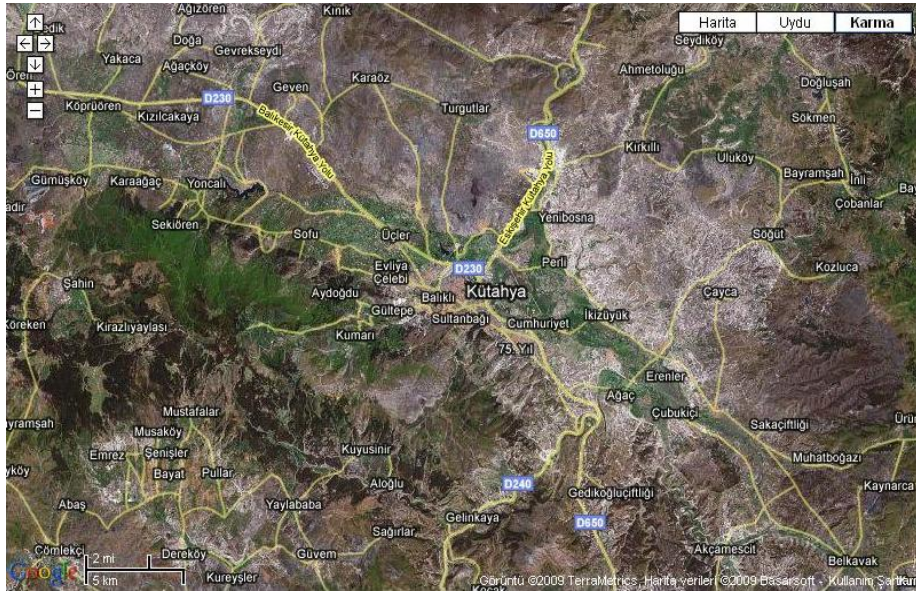 Ağızören
Kınık
Harita
Uydu
Karma
Doğa
Gevrekseydi
Seydiköy
Yakaca
Ağaçköy
Geven
Karaöz
Ahmetoluğu
Doğluşah
Ören
Köprüören
D230
Kızılcakaya
Balıkesir Kütahya Yolu
Turgutlar
Sökmen
D650
Kirkıllı
Uluköy
Eskişehir Kütahya Yolu
Gümüşköy
Karaağaç
Yoncalı
Bayramşah
İnli
Çobanlar
Sekiören
Sofu
Üçler
Yenibosna
Söğüt
Evliya
Çelebi
D230
Perli
Kozluca
Şahin
Aydoğdu
Balıklı
Kütahya
Çayca
Gültepe
Sultanbağı
Cumhuriyet
İkizüyük
Köreken
Kirazlıyaylası
Kumarı
75. Yıl
Erenler
Ağaç
Çubukiçi
Mustafalar
Musaköy
Sakaçiftliği
Emrez
Şenişler
Bayat
Pullar
Kuyusinir
Muhatboğazı
Aloğlu
D240
Kaynarca
Abaş
Yaylababa
Gedikoğluçiftliği
Gelinkaya
D650
Sağırlar
Cömlekçi
Dereköy
Güvem
Akçamescit
Belkavak
2 mi
5 km
Google
Kureyşler
Görüntü ©2009 TerraMetrics, Harita verileri ©2009 Basarsoft - Kullanım Şartları